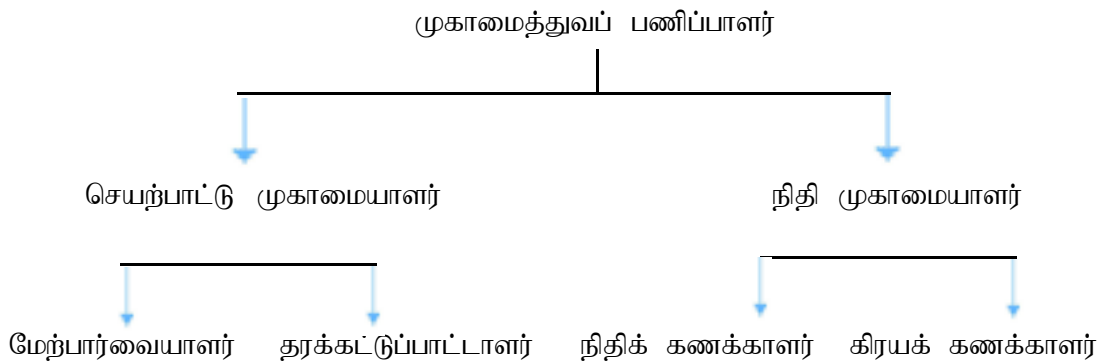 முகாமைத்துவப் பணிப்பாளர்
செயற்பாட்டு முகாமையாளர் நிதி முகாமையாளர்
மேற்பார்வையாளர் தரக்கட்டுப்பாட்டாளர் நிதிக் கணக்காளர் கிரயக் கணக்காளர்